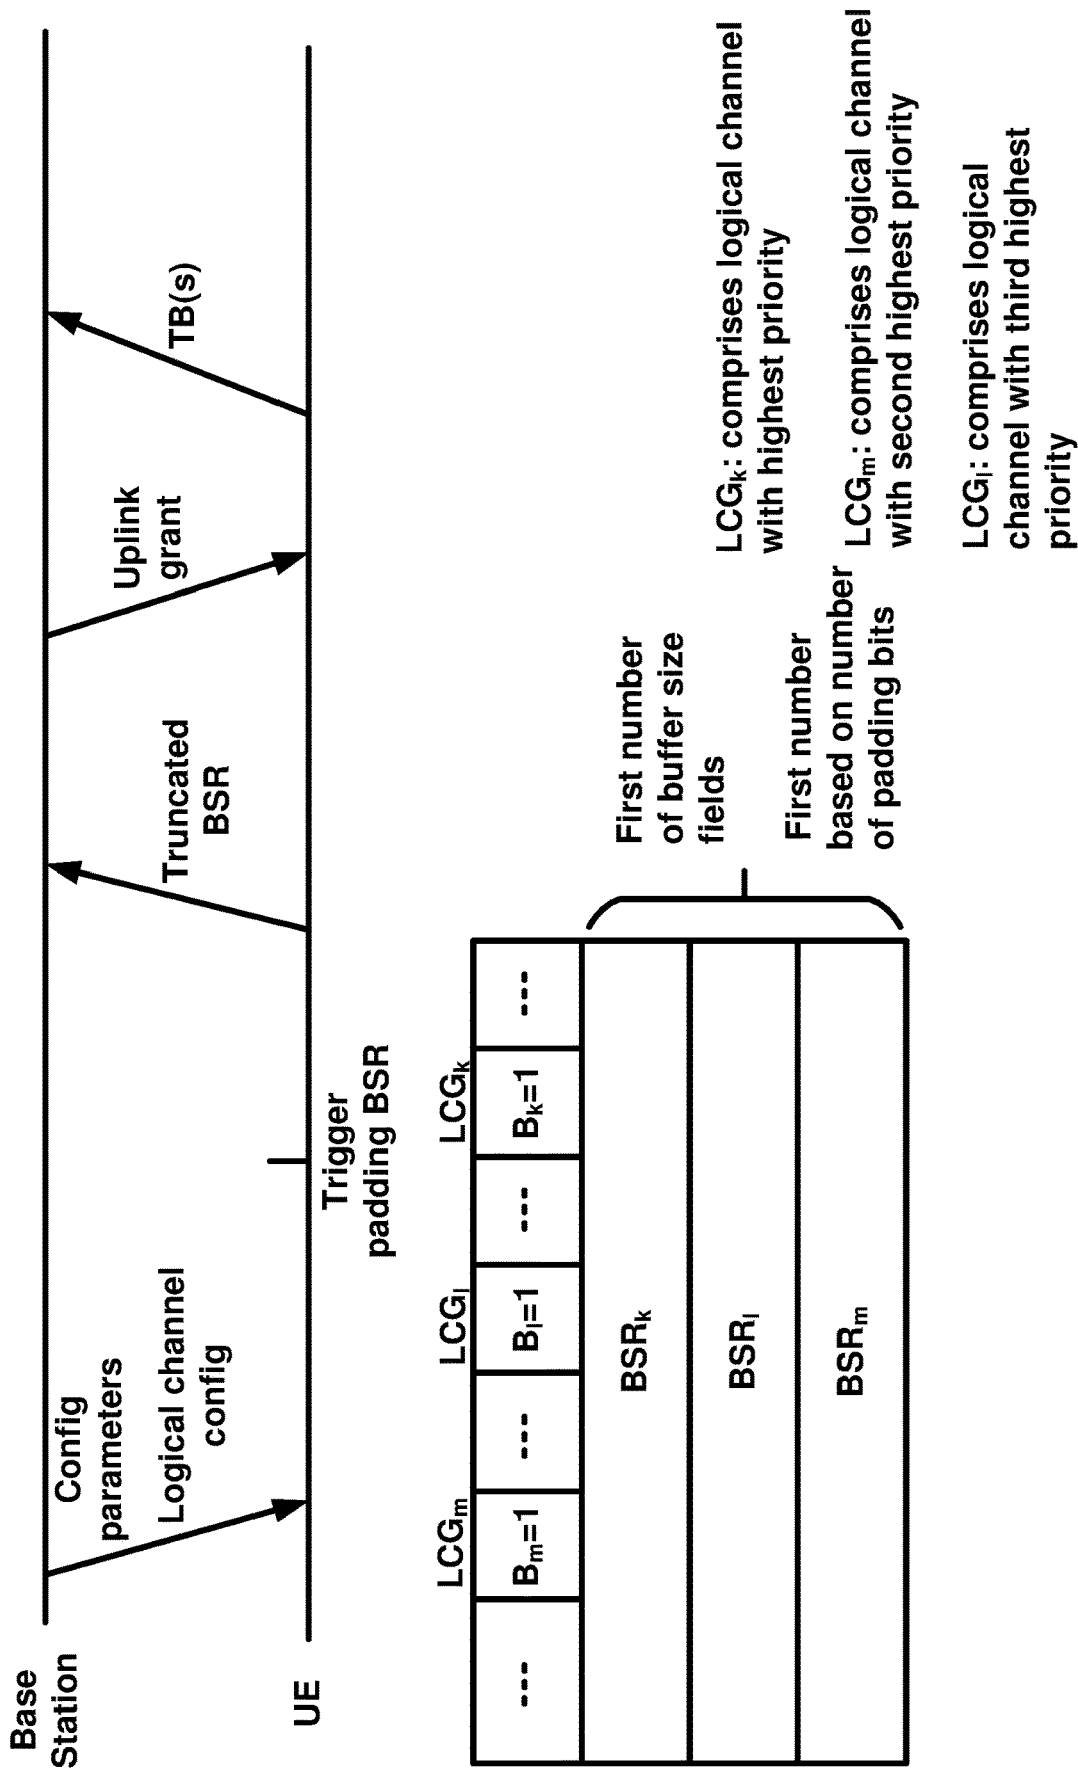 Base
Station
UE
Config
parameters
Logical channel
config
Trigger
padding BSR
Truncated
BSR
Uplink
grant
TB(s)
LCGm
LCGl
LCGk
---
Bm=1
---
Bl=1
---
Bk=1
---
BSRk
BSRl
BSRm
First number
of buffer size
fields
First number
based on number
of padding bits
LCGk: comprises logical channel
with highest priority
LCGm: comprises logical channel
with second highest priority
LCGl: comprises logical
channel with third highest
priority